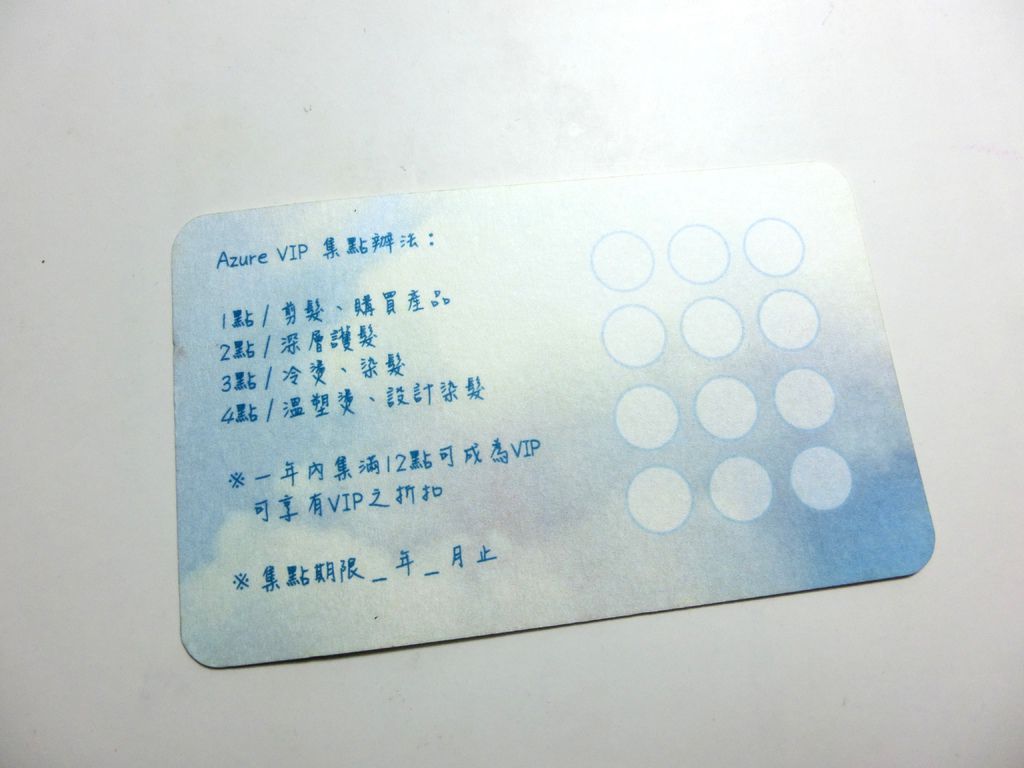 Azure VIP 集點辦法：
1點/剪髮、購買產品
2點/深層護髮
3點/冷燙、染髮
4點/溫塑燙、設計染髮
※一年內集滿12點可成為VIP
可享有VIP之折扣
※集點期限_年_月止